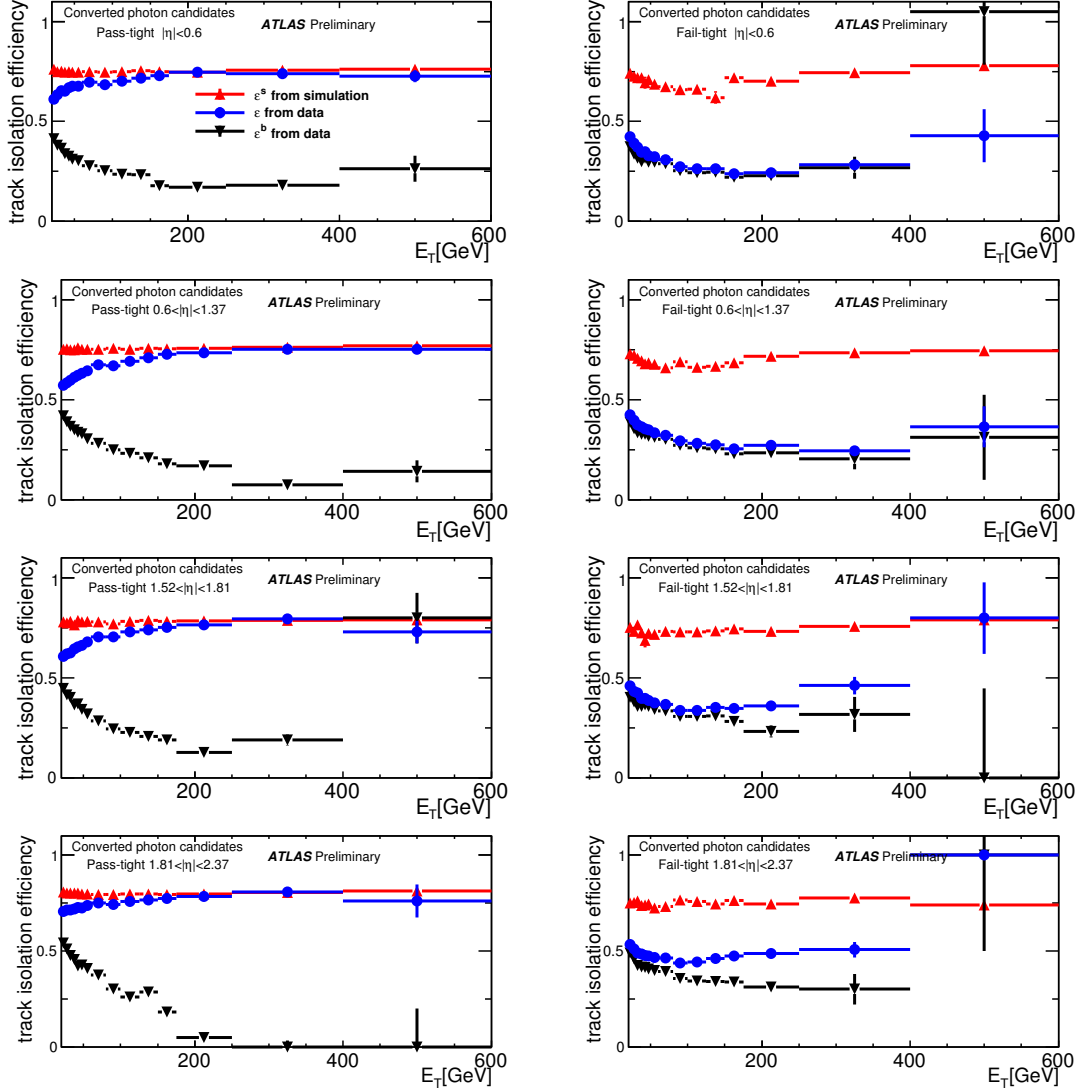 Converted photon candidates
Pass-tight |η|<0.6
ATLAS Preliminary
εˢ from simulation
ε from data
εᵇ from data
track isolation efficiency
1
0.5
0
200 400 600
E_T[GeV]
Converted photon candidates
Fail-tight |η|<0.6
ATLAS Preliminary
track isolation efficiency
1
0.5
0
200 400 600
E_T[GeV]
Converted photon candidates
Pass-tight 0.6<|η|<1.37
ATLAS Preliminary
track isolation efficiency
1
0.5
0
200 400 600
E_T[GeV]
Converted photon candidates
Fail-tight 0.6<|η|<1.37
ATLAS Preliminary
track isolation efficiency
1
0.5
0
200 400 600
E_T[GeV]
Converted photon candidates
Pass-tight 1.52<|η|<1.81
ATLAS Preliminary
track isolation efficiency
1
0.5
0
200 400 600
E_T[GeV]
Converted photon candidates
Fail-tight 1.52<|η|<1.81
ATLAS Preliminary
track isolation efficiency
1
0.5
0
200 400 600
E_T[GeV]
Converted photon candidates
Pass-tight 1.81<|η|<2.37
ATLAS Preliminary
track isolation efficiency
1
0.5
0
200 400 600
E_T[GeV]
Converted photon candidates
Fail-tight 1.81<|η|<2.37
ATLAS Preliminary
track isolation efficiency
1
0.5
0
200 400 600
E_T[GeV]